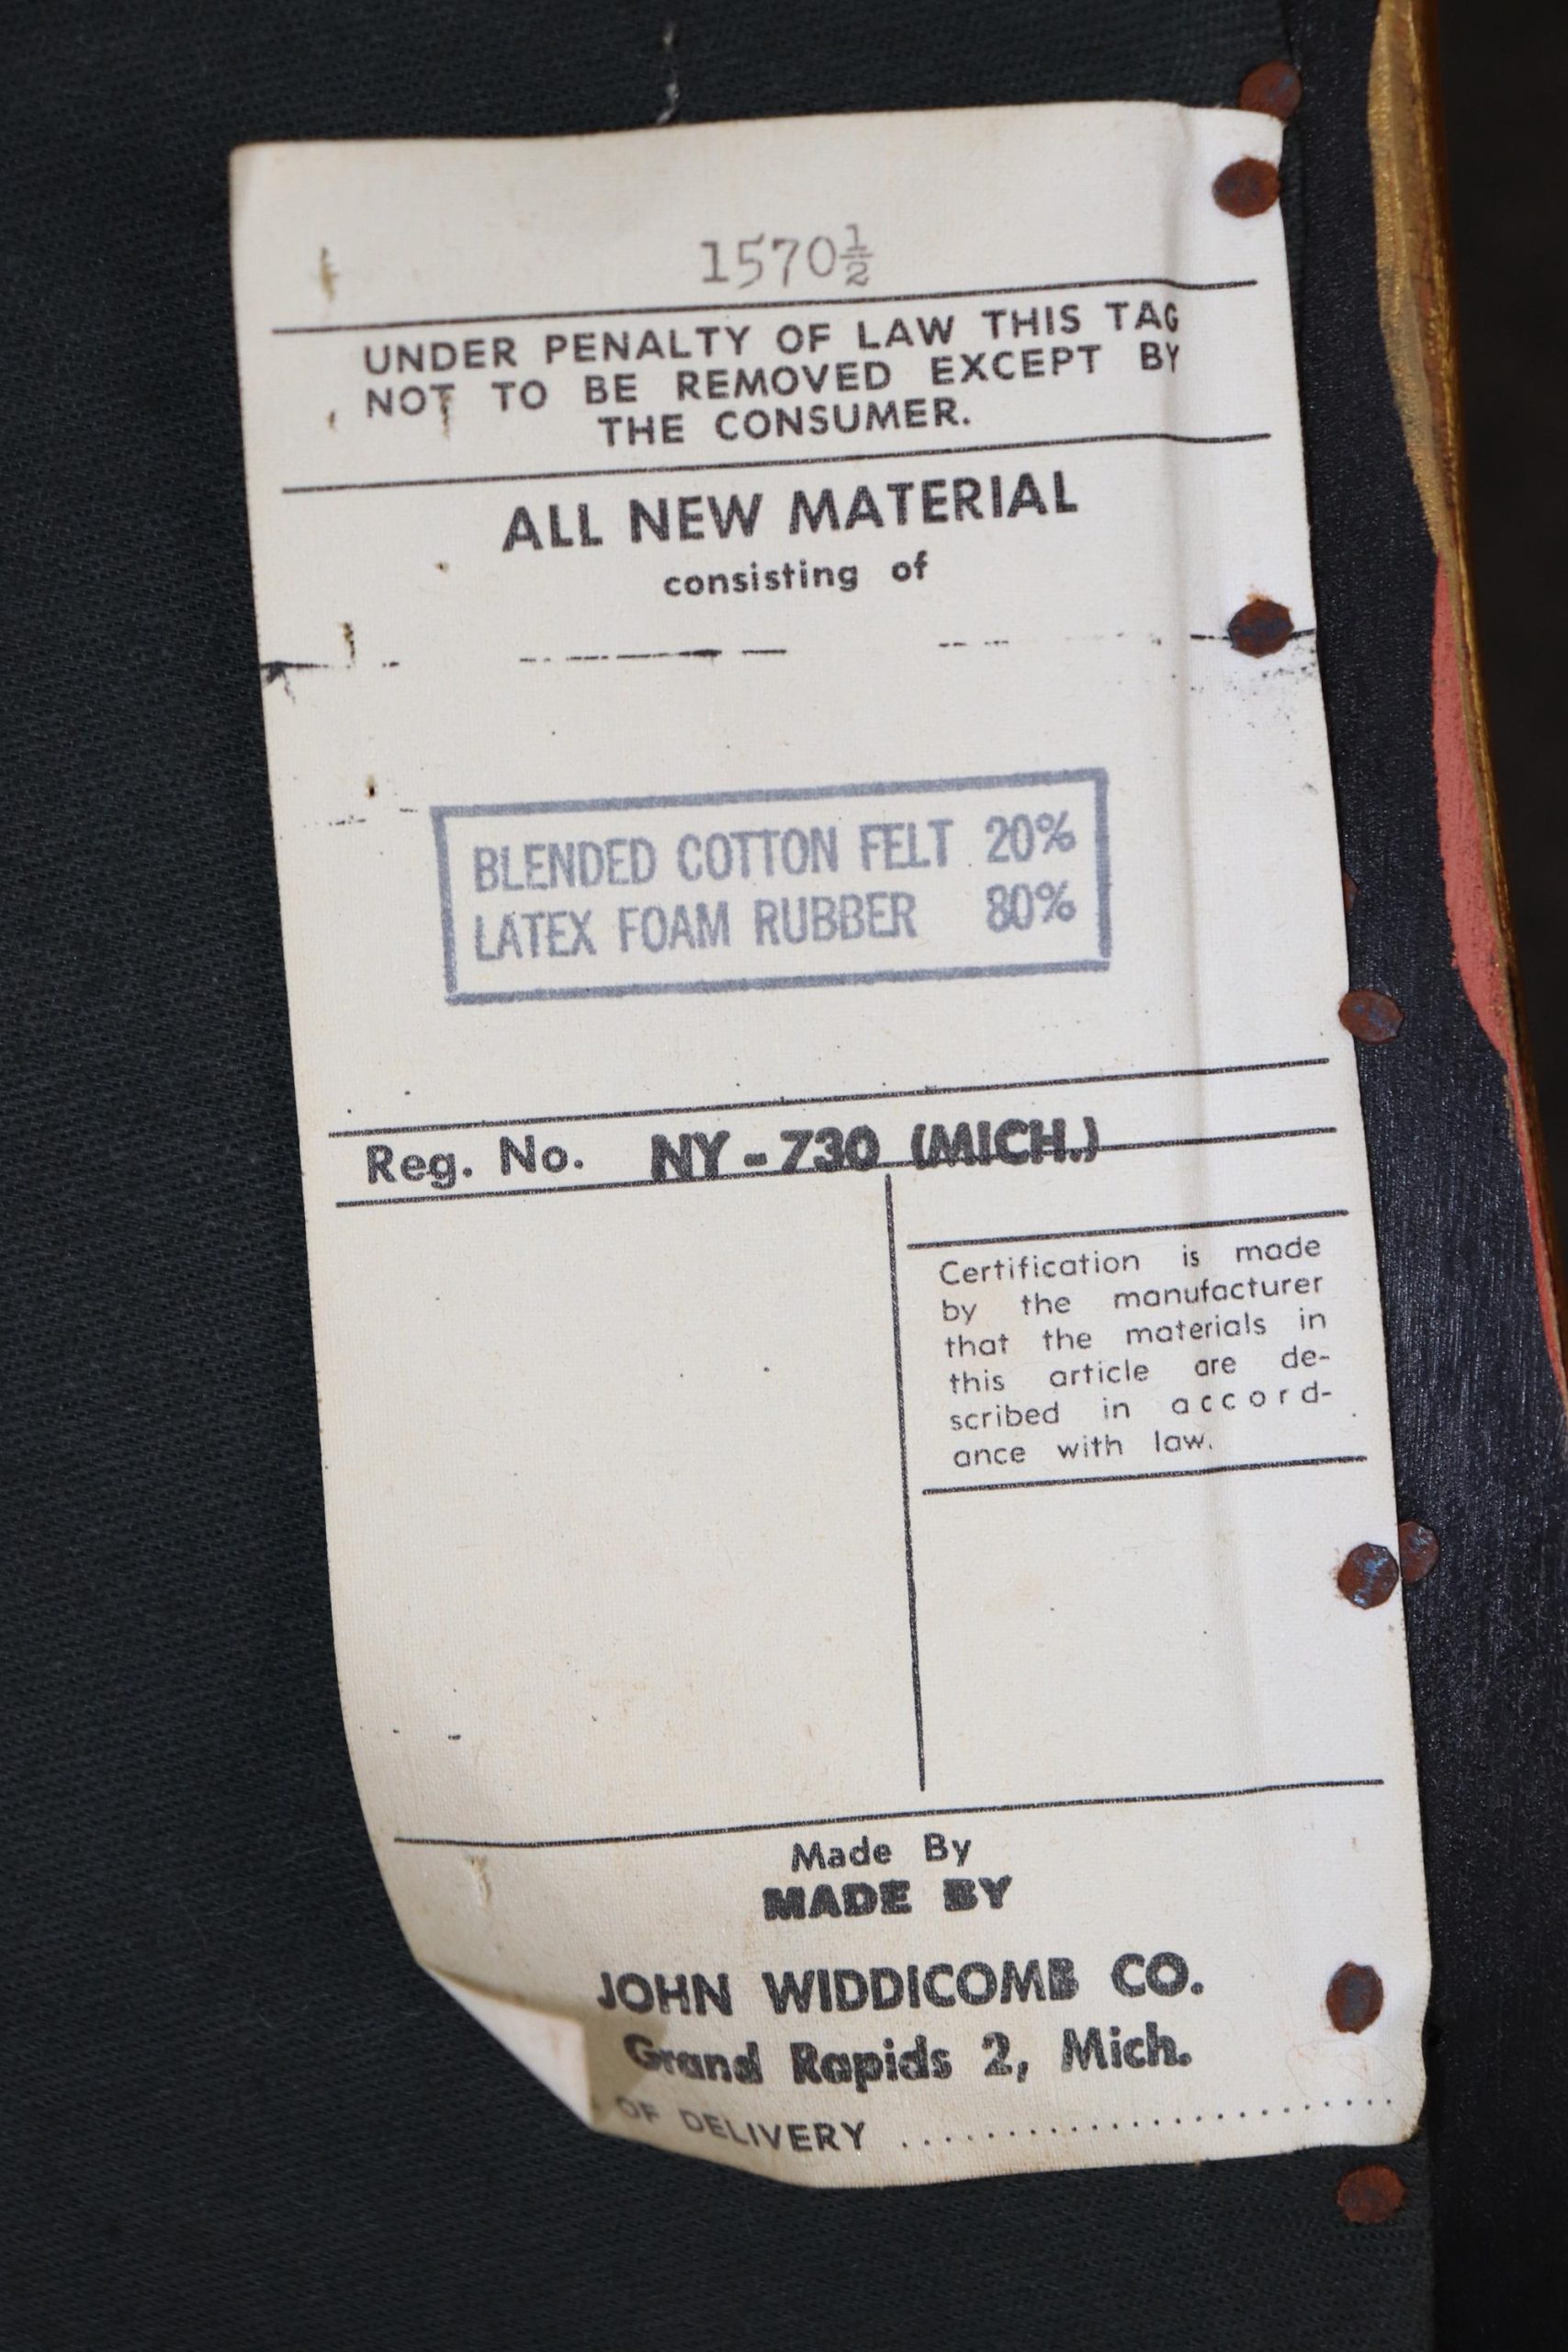 1570½
UNDER PENALTY OF LAW THIS TAG
NOT TO BE REMOVED EXCEPT BY
THE CONSUMER.
ALL NEW MATERIAL
consisting of
BLENDED COTTON FELT 20%
LATEX FOAM RUBBER 80%
Reg. No. NY-730 (MICH.)
Certification is made
by the manufacturer
that the materials in
this article are de-
scribed in accord-
ance with law.
Made By
MADE BY
JOHN WIDDICOMB CO.
Grand Rapids 2, Mich.
OF DELIVERY ........................